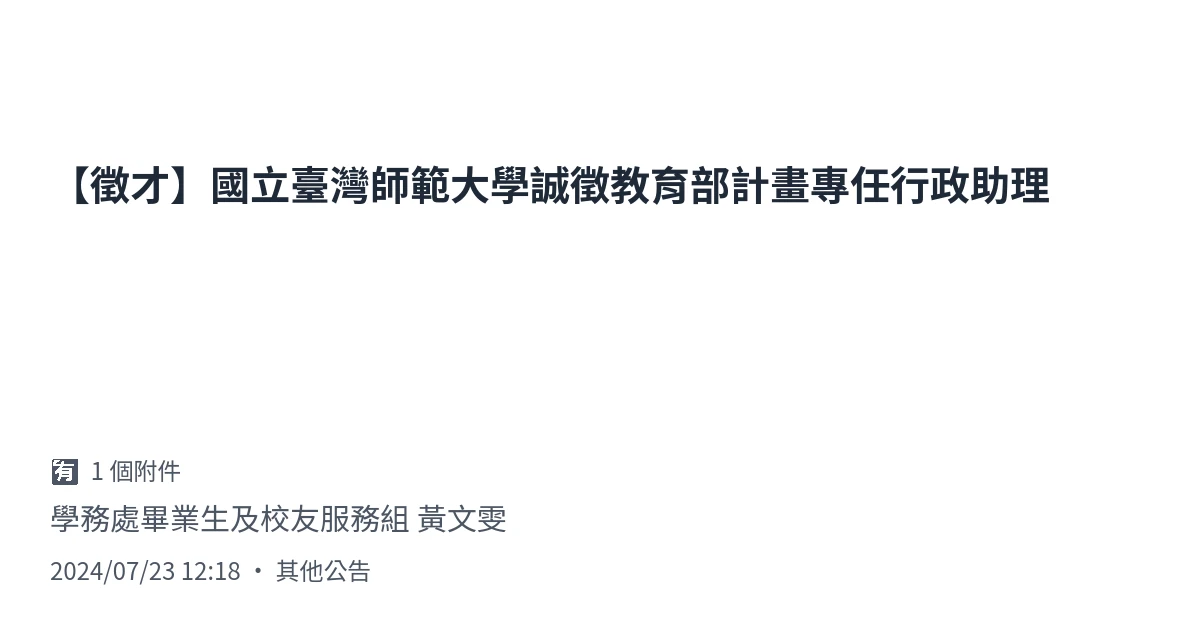 【徵才】國立臺灣師範大學誠徵教育部計畫專任行政助理
有 1 個附件
學務處畢業生及校友服務組 黃文雯
2024/07/23 12:18 • 其他公告